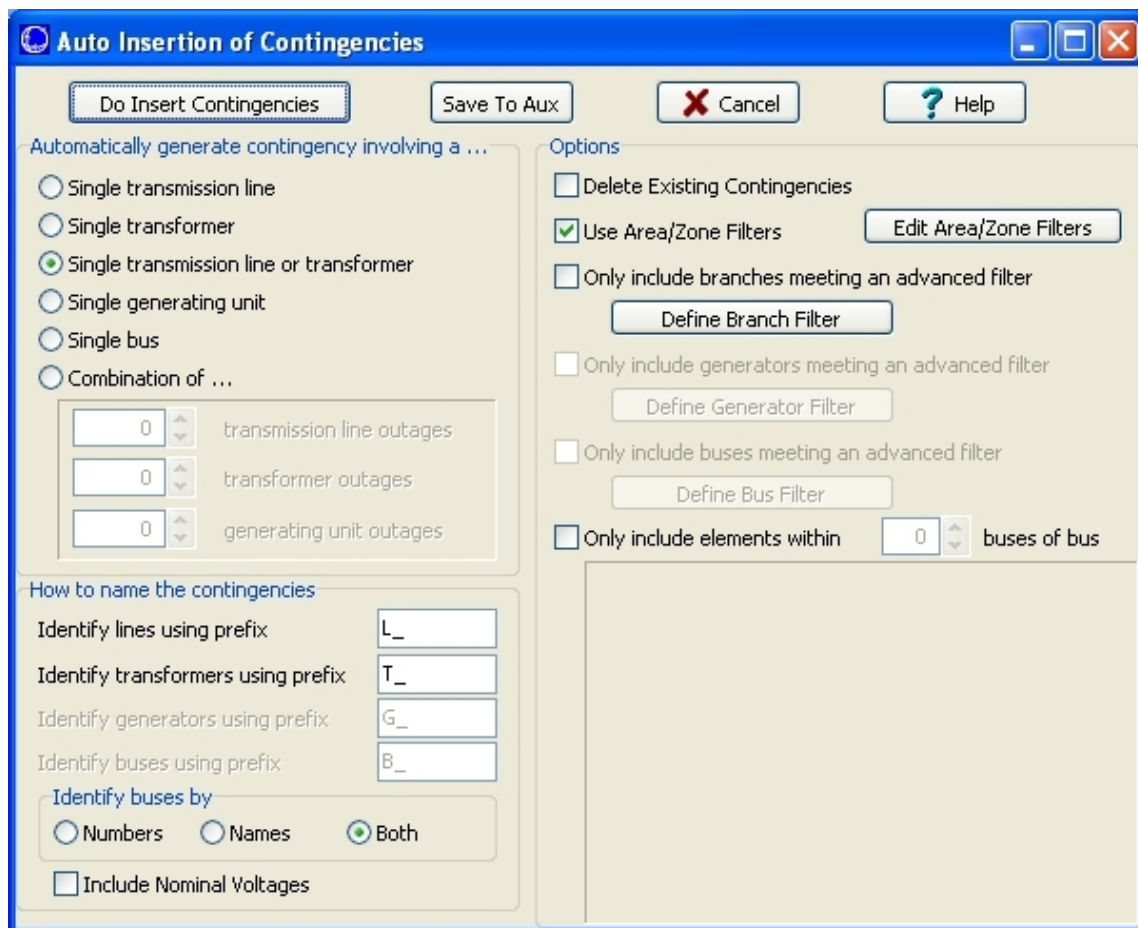 Auto Insertion of Contingencies
Do Insert Contingencies
Save To Aux
Cancel
? Help
Automatically generate contingency involving a ...
Single transmission line
Single transformer
Single transmission line or transformer
Single generating unit
Single bus
Combination of ...
0 transmission line outages
0 transformer outages
0 generating unit outages
How to name the contingencies
Identify lines using prefix L_
Identify transformers using prefix T_
Identify generators using prefix G_
Identify buses using prefix B_
Identify buses by
Numbers Names Both
Include Nominal Voltages
Options
Delete Existing Contingencies
Use Area/Zone Filters Edit Area/Zone Filters
Only include branches meeting an advanced filter
Define Branch Filter
Only include generators meeting an advanced filter
Define Generator Filter
Only include buses meeting an advanced filter
Define Bus Filter
Only include elements within 0 buses of bus